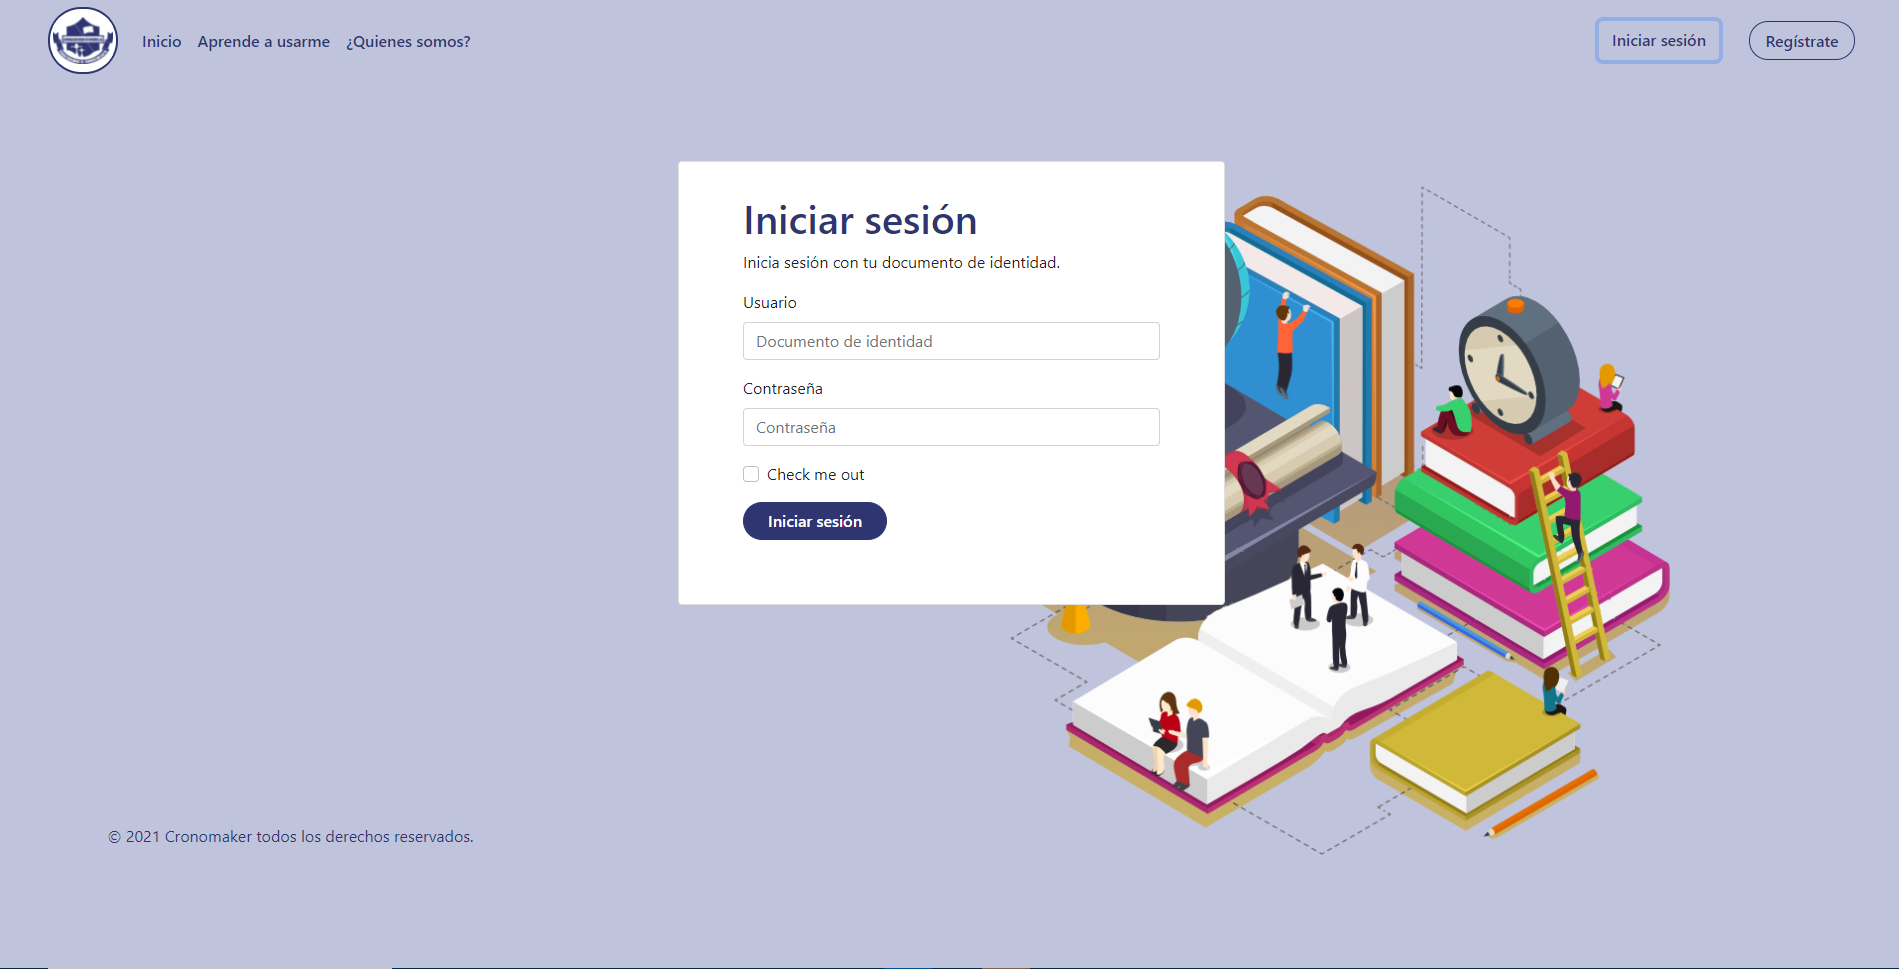 Inicio Aprende a usarme ¿Quienes somos? Iniciar sesión Regístrate
Iniciar sesión
Inicia sesión con tu documento de identidad.
Usuario
Documento de identidad
Contraseña
Contraseña
Check me out
Iniciar sesión
© 2021 Cronomaker todos los derechos reservados.